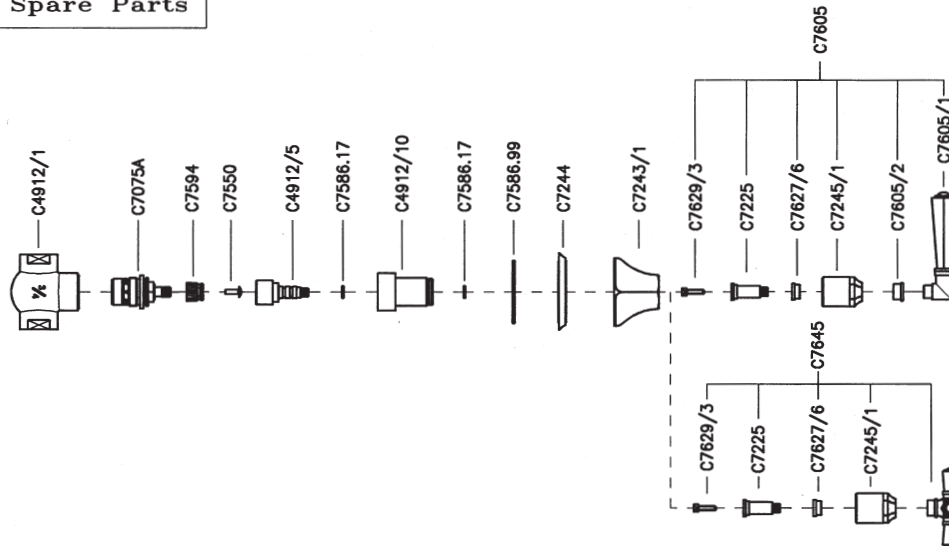 Spare Parts
C4912/1
C7075A
C7594
C7550
C4912/5
C7586.17
C4912/10
C7586.17
C7586.99
C7244
C7243/1
C7605
C7629/3
C7225
C7627/6
C7245/1
C7605/2
C7605/1
C7645
C7629/3
C7225
C7627/6
C7245/1